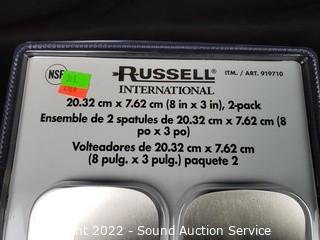 NSF
RUSSELL® ITM. / ART. 919710
INTERNATIONAL
20.32 cm x 7.62 cm (8 in x 3 in), 2-pack
Ensemble de 2 spatules de 20.32 cm x 7.62 cm (8
po x 3 po)
Volteadores de 20.32 cm x 7.62 cm
(8 pulg. x 3 pulg.) paquete 2
2022 - Sound Auction Service